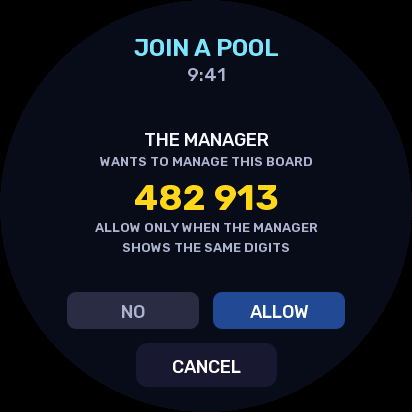 JOIN A POOL
9:41
THE MANAGER
WANTS TO MANAGE THIS BOARD
482 913
ALLOW ONLY WHEN THE MANAGER
SHOWS THE SAME DIGITS
NO ALLOW
CANCEL